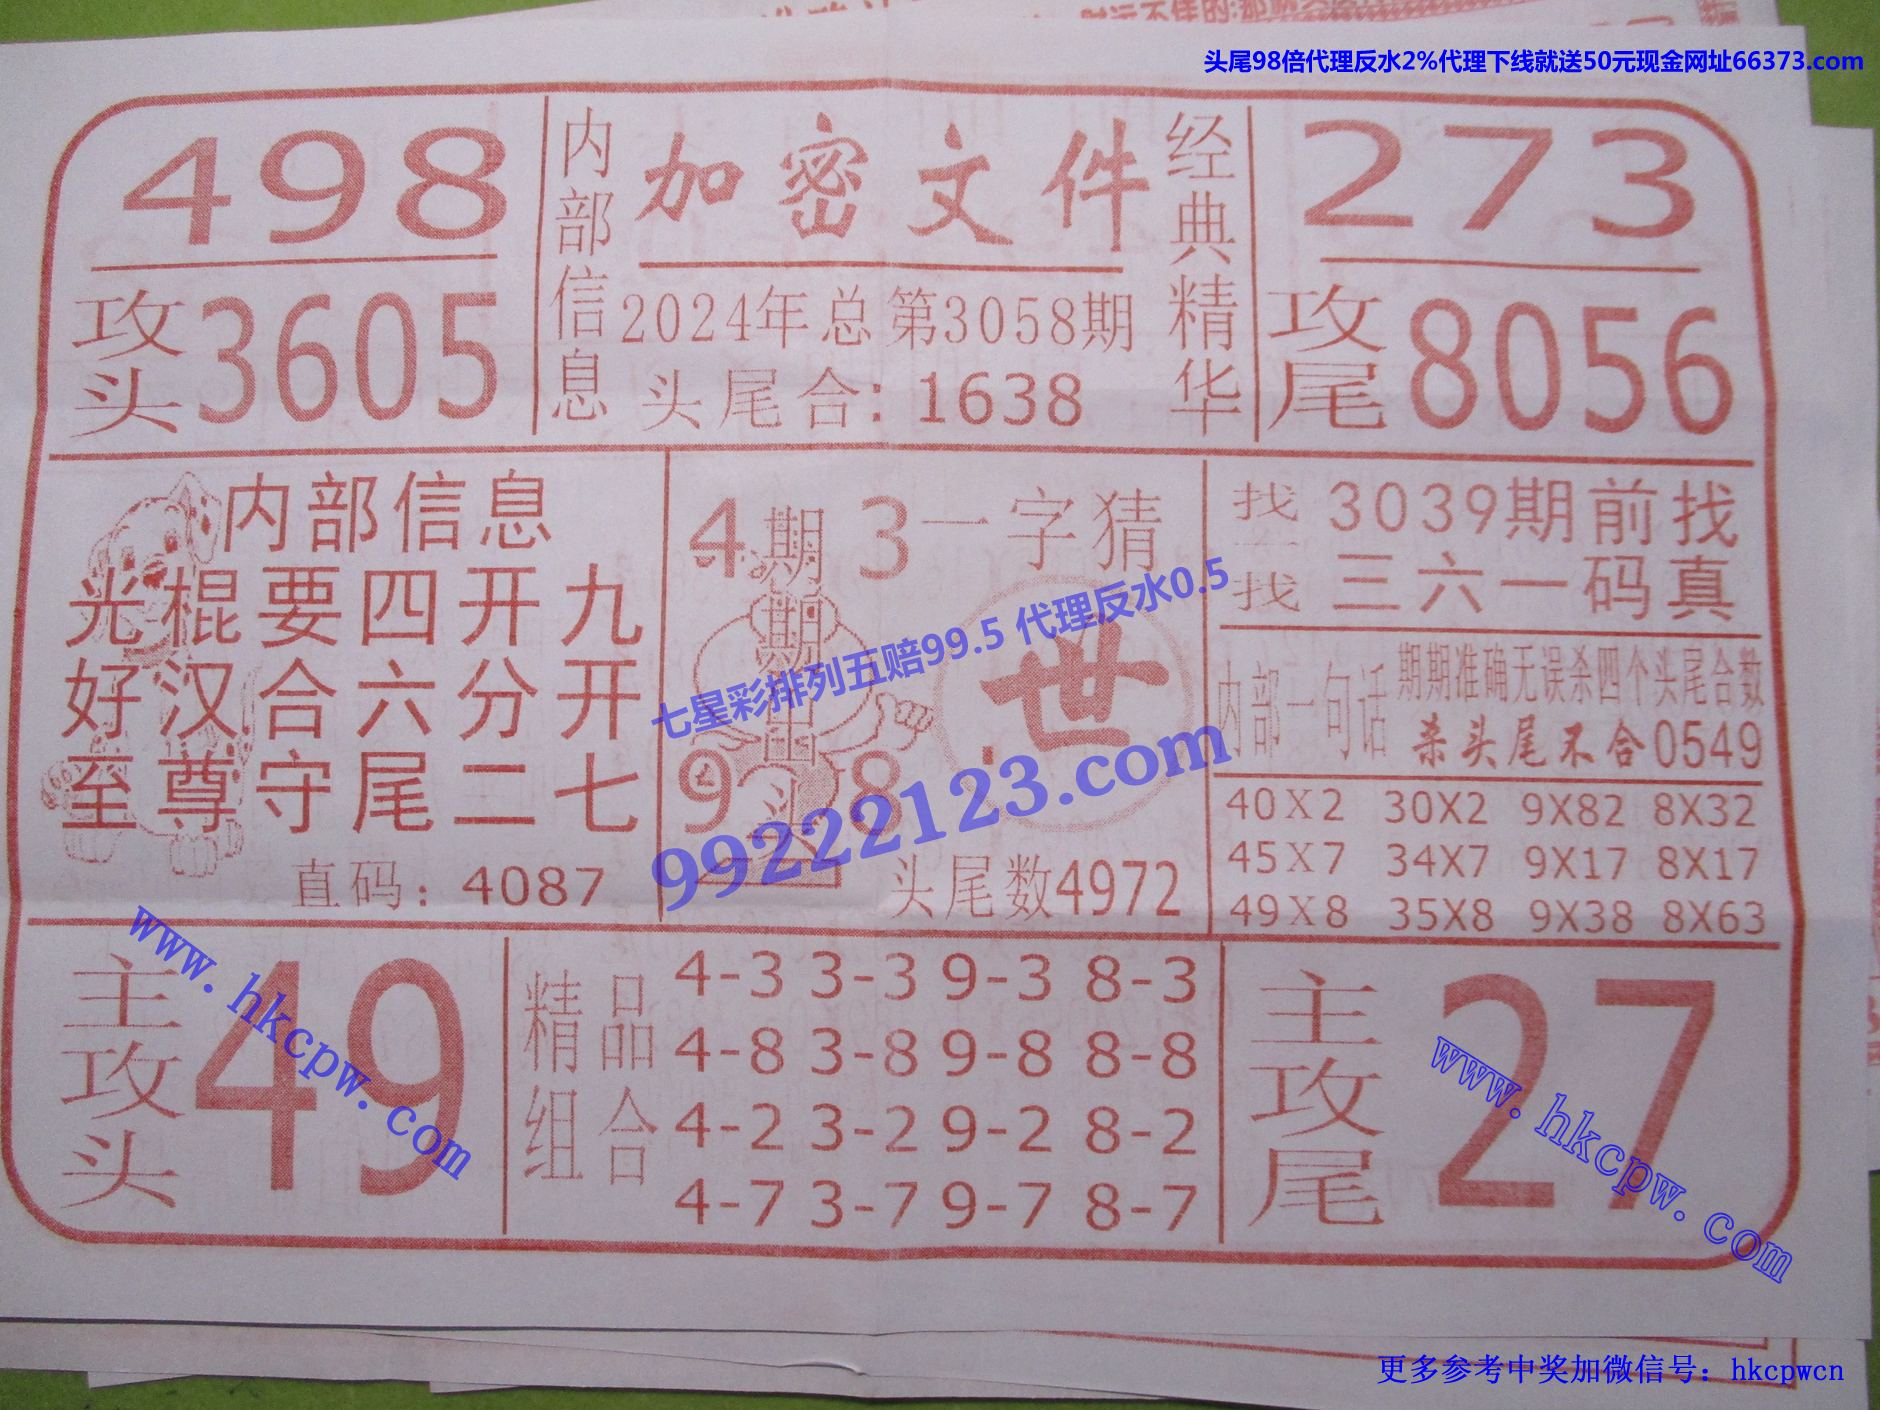 头尾98倍代理反水2%代理下线就送50元现金网址66373.com
498
攻头3605
内部信息
加密文件
2024年总第3058期
头尾合:1638
经典精华
273
攻尾8056
内部信息
光棍要四开九
好汉合六分开
至尊守尾二七
直码:4087
4 3
期期出头
9 8
一字猜
世
头尾数4972
找找
3039期前找
三六一码真
内部一句话
期期准确无误杀四个头尾合数
杀头尾不合0549
40X2 30X2 9X82 8X32
45X7 34X7 9X17 8X17
49X8 35X8 9X38 8X63
七星彩排列五赔99.5 代理反水0.5
99222123.com
主攻头
49
精品组合
4-3 3-3 9-3 8-3
4-8 3-8 9-8 8-8
4-2 3-2 9-2 8-2
4-7 3-7 9-7 8-7
主攻尾
27
www.hkcpw.com
www.hkcpw.com
更多参考中奖加微信号:hkcpwcn